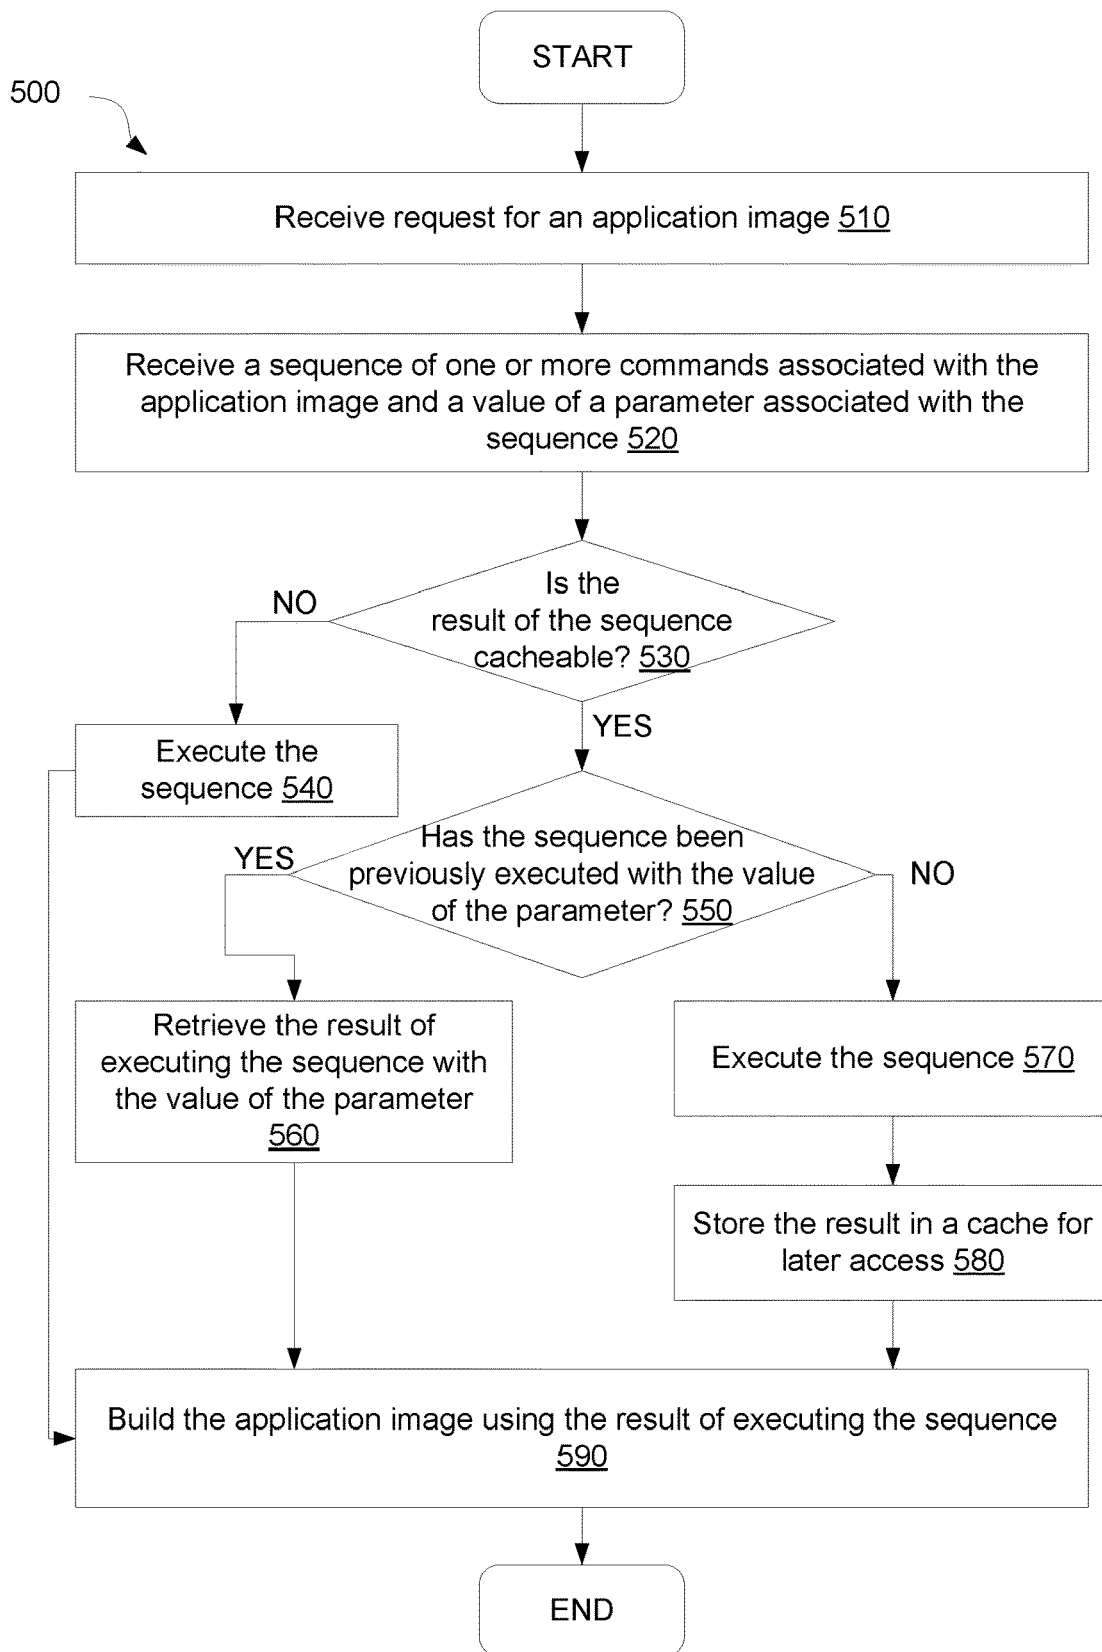 START
500
Receive request for an application image 510
Receive a sequence of one or more commands associated with the
application image and a value of a parameter associated with the
sequence 520
Is the
result of the sequence
cacheable? 530
NO
YES
Execute the
sequence 540
Has the sequence been
previously executed with the value
of the parameter? 550
YES
NO
Retrieve the result of
executing the sequence with
the value of the parameter
560
Execute the sequence 570
Store the result in a cache for
later access 580
Build the application image using the result of executing the sequence
590
END